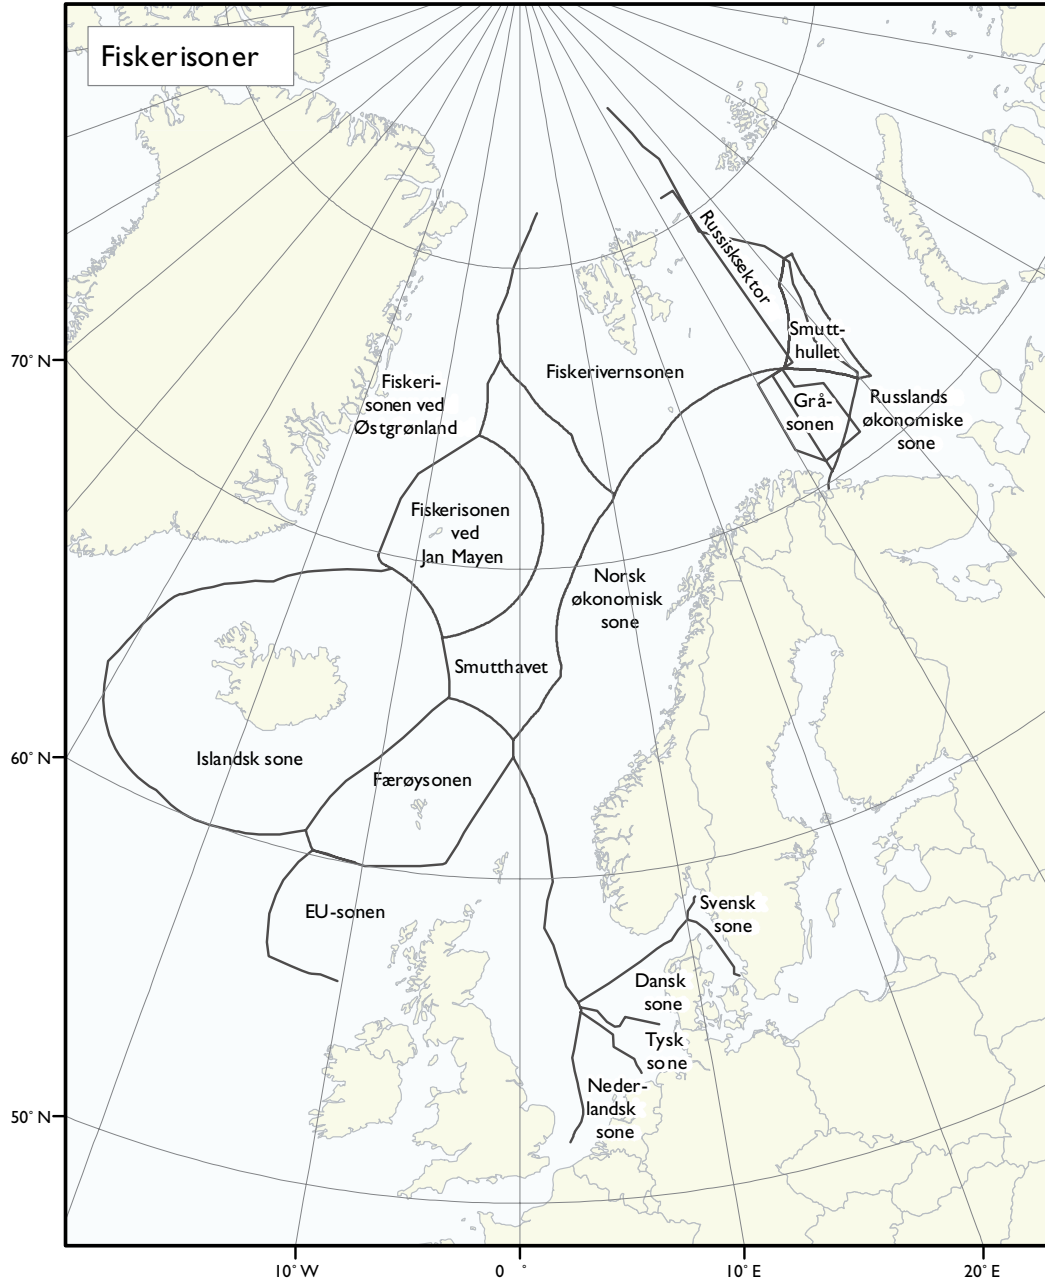 Fiskerisoner
Russisksektor
Smutt-
hullet
70° N
Fiskerivernsonen
Fiskeri-
sonen ved
Østgrønland
Grå-
sonen
Russlands
økonomiske
sone
Fiskerisonen
ved
Jan Mayen
Norsk
økonomisk
sone
Smutthavet
60° N
Islandsk sone
Færøysonen
EU-sonen
Svensk
sone
Dansk
sone
Tysk
sone
Neder-
landsk
sone
50° N
10° W
0 °
10° E
20° E